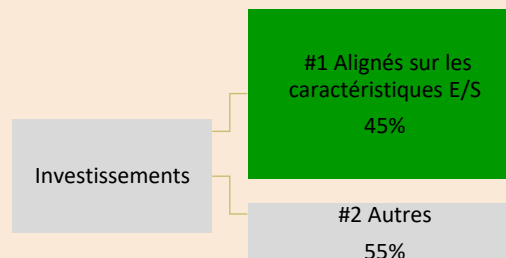 #1 Alignés sur les
caractéristiques E/S
45%
Investissements
#2 Autres
55%